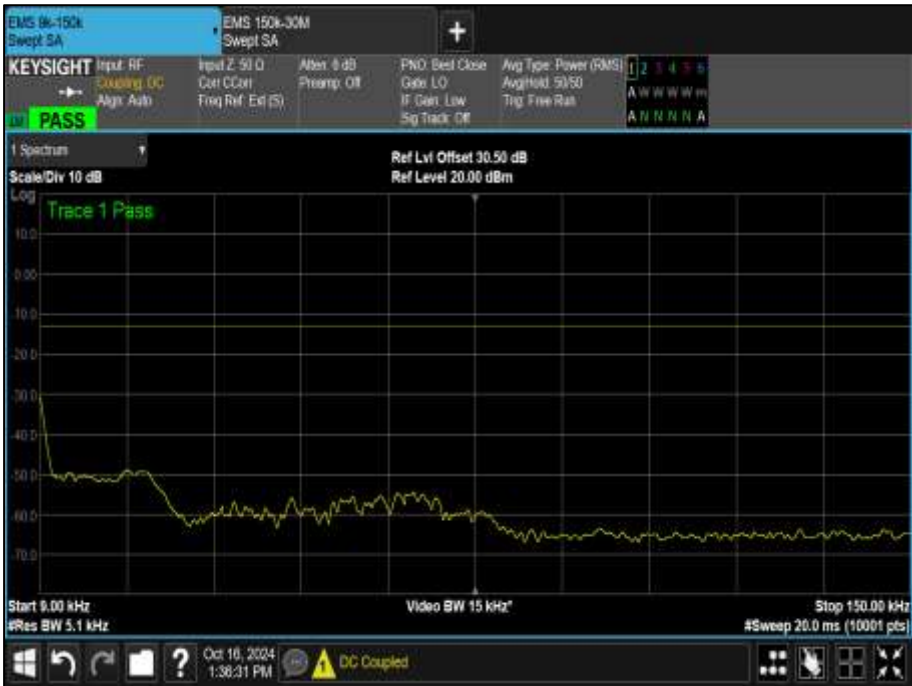 EMS 9k-150k
Swept SA
EMS 150k-30M
Swept SA
+
KEYSIGHT
Input: RF
Coupling: DC
Align: Auto
Input Z: 50 Ω
Corr CCorr
Freq Ref: Ext (S)
Atten: 6 dB
Preamp: Off
PNO: Best Close
Gate: LO
IF Gain: Low
Sig Track: Off
Avg Type: Power (RMS)
Avg|Hold: 50/50
Trig: Free Run
1 2 3 4 5 6
A W W W W
A N N N N A
PASS
1 Spectrum
Scale/Div 10 dB
Ref Lvl Offset 30.50 dB
Ref Level 20.00 dBm
Log
Trace 1 Pass
10.0
0.00
-10.0
-20.0
-30.0
-40.0
-50.0
-60.0
-70.0
Start 9.00 kHz
Video BW 15 kHz*
Stop 150.00 kHz
#Res BW 5.1 kHz
#Sweep 20.0 ms (10001 pts)
?
Oct 16, 2024
1:36:31 PM
DC Coupled